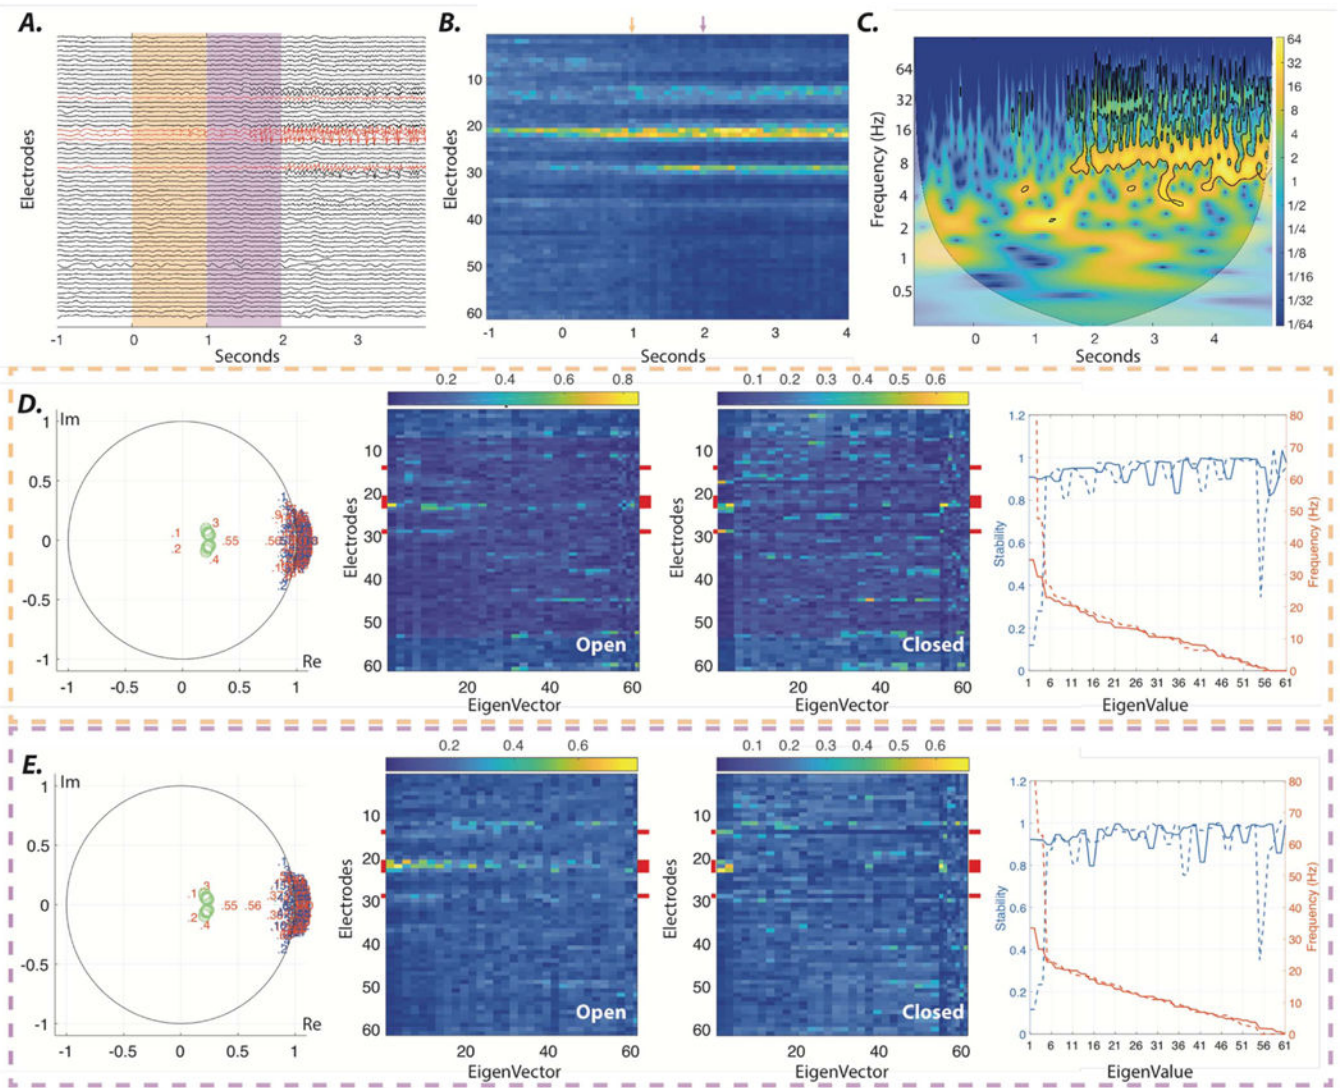 A.
Electrodes
-1 0 1 2 3
Seconds
B.
10
20
30
40
50
60
Electrodes
-1 0 1 2 3 4
Seconds
C.
64
32
16
8
4
2
1
0.5
Frequency (Hz)
0 1 2 3 4
Seconds
64
32
16
8
4
2
1
1/2
1/4
1/8
1/16
1/32
1/64
D.
Im
1
0.5
0
-0.5
-1
.1 .3
.2 .4
.55 .56
Re
-1 -0.5 0 0.5 1
0.2 0.4 0.6 0.8
10
20
30
40
50
60
Electrodes
Open
20 40 60
EigenVector
0.1 0.2 0.3 0.4 0.5 0.6
10
20
30
40
50
60
Electrodes
Closed
20 40 60
EigenVector
1.2
1
0.8
0.6
0.4
0.2
0
Stability
80
70
60
50
40
30
20
10
0
Frequency (Hz)
1 6 11 16 21 26 31 36 41 46 51 56 61
EigenValue
E.
Im
1
0.5
0
-0.5
-1
.1 .3
.2 .4
.55 .56
Re
-1 -0.5 0 0.5 1
0.2 0.4 0.6
10
20
30
40
50
60
Electrodes
Open
20 40 60
EigenVector
0.1 0.2 0.3 0.4 0.5 0.6
10
20
30
40
50
60
Electrodes
Closed
20 40 60
EigenVector
1.2
1
0.8
0.6
0.4
0.2
0
Stability
80
70
60
50
40
30
20
10
0
Frequency (Hz)
1 6 11 16 21 26 31 36 41 46 51 56 61
EigenValue